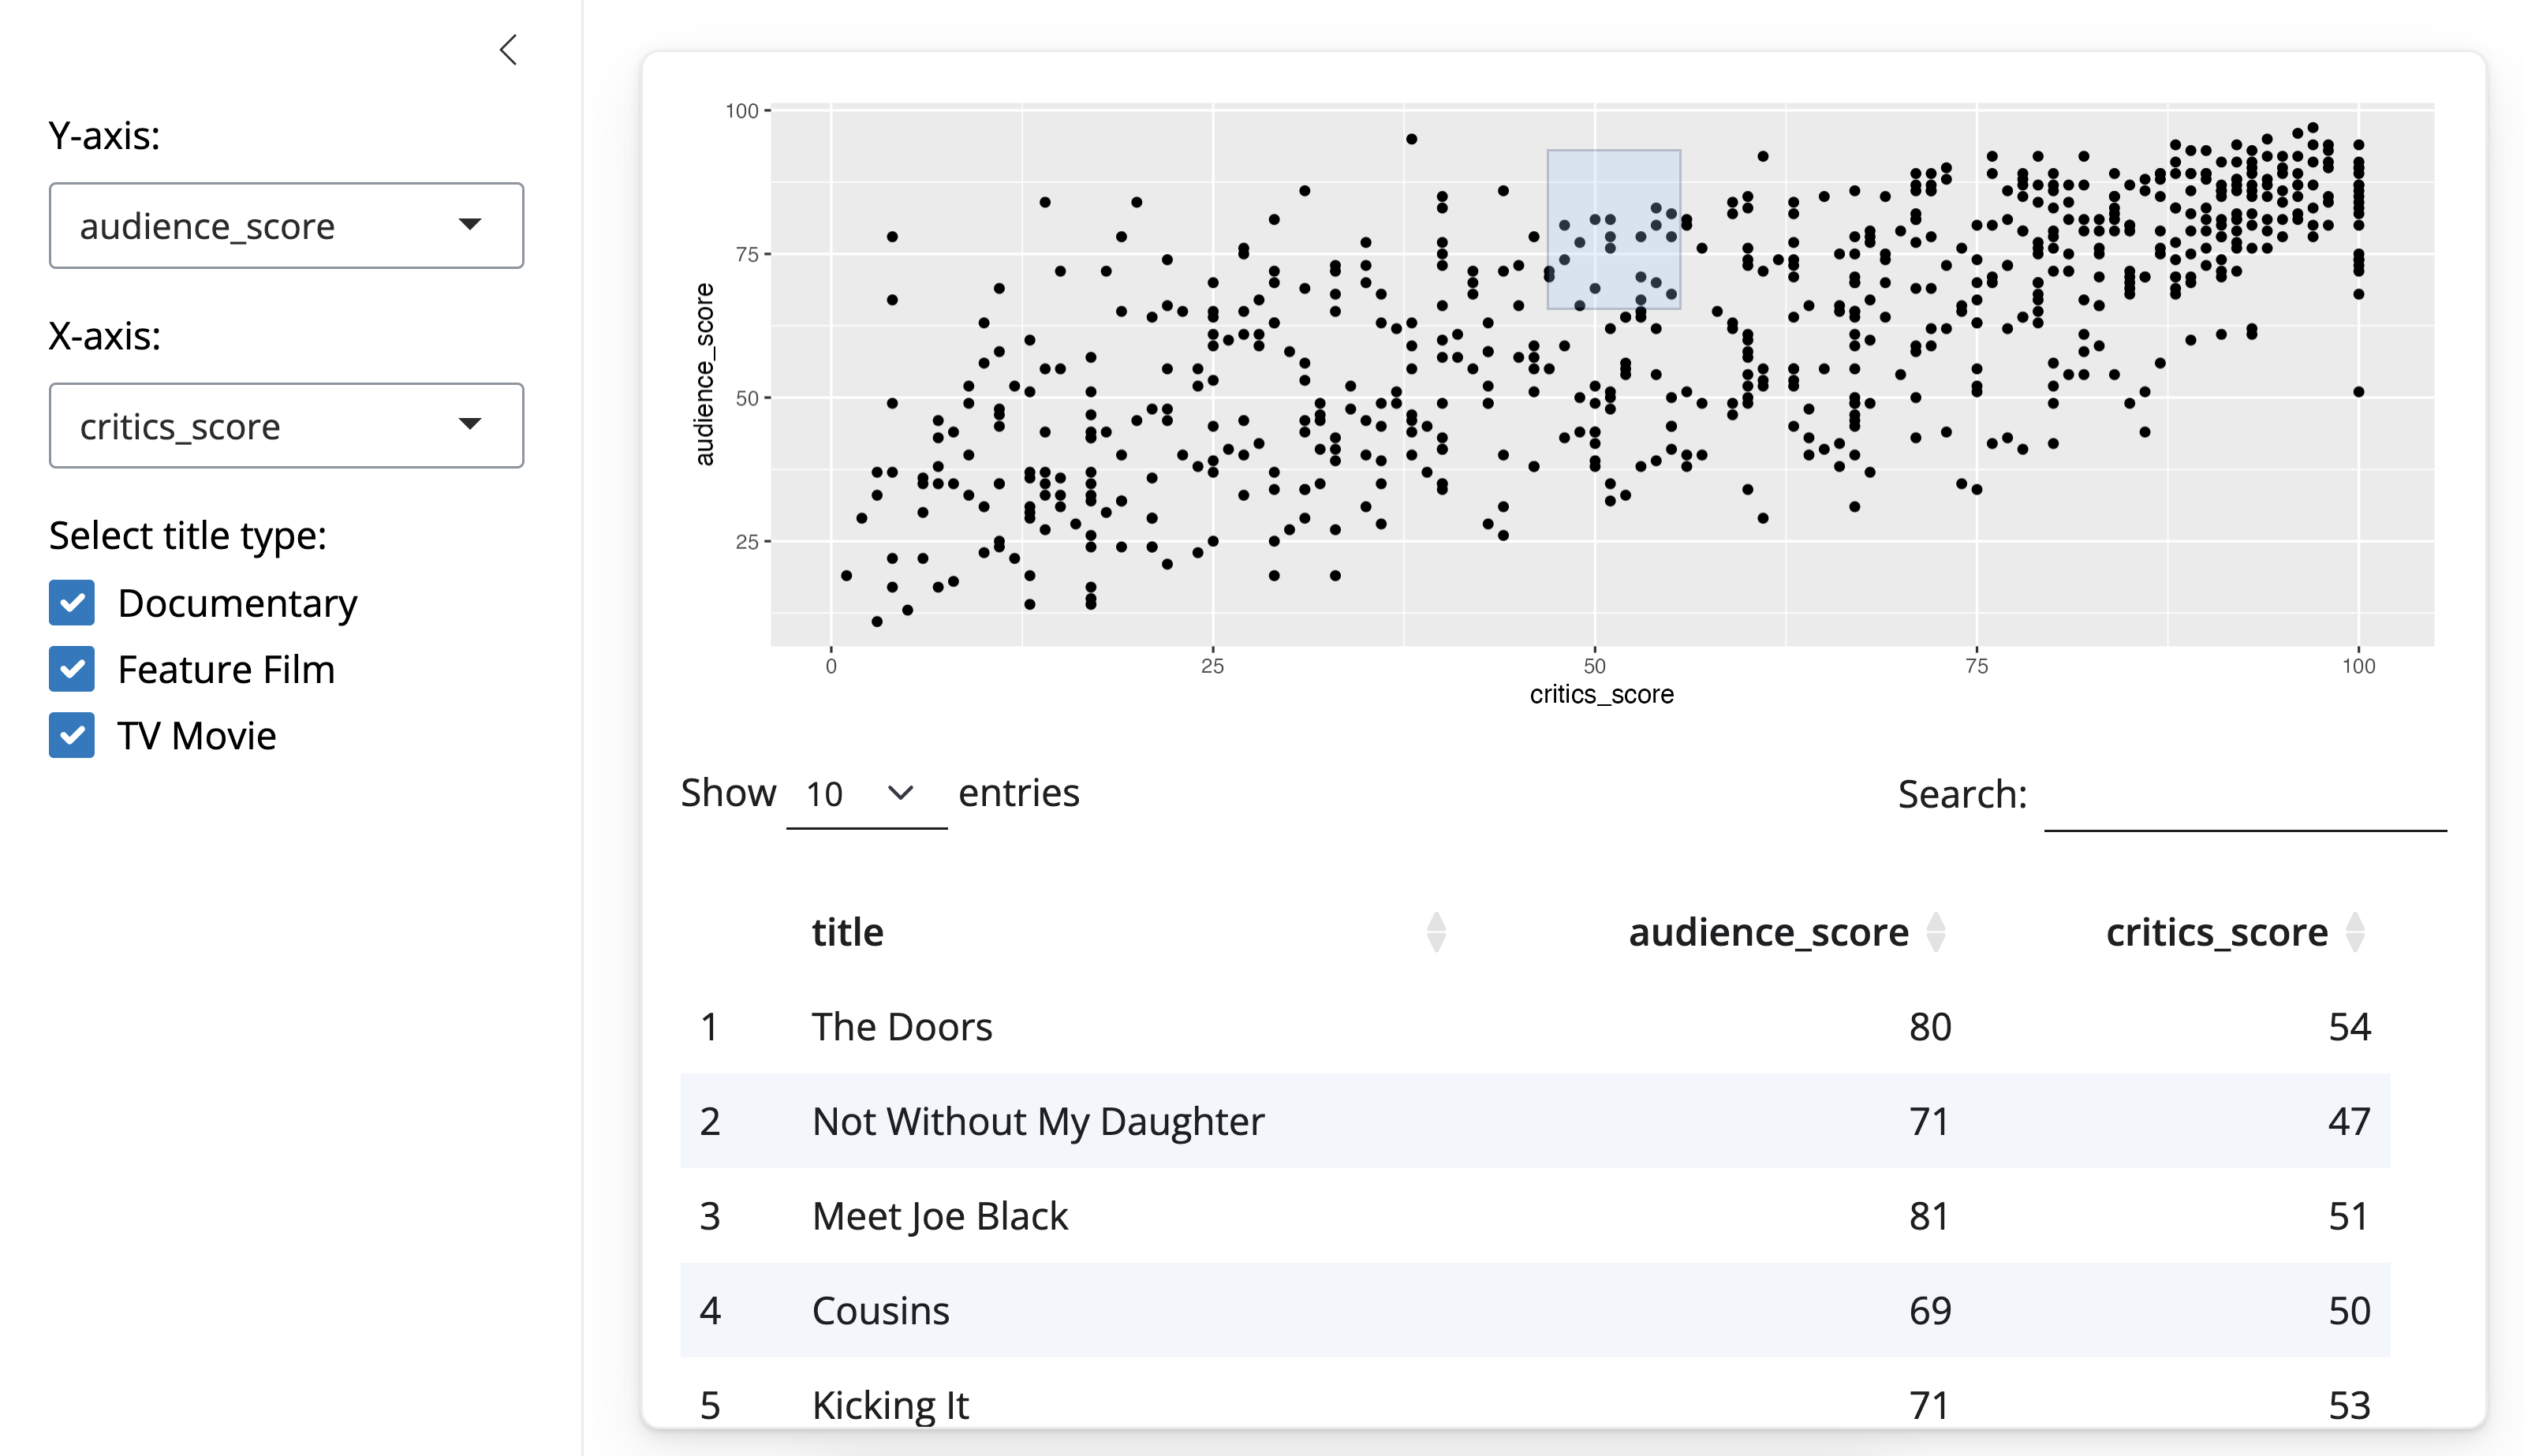 Y-axis:
audience_score
X-axis:
critics_score
Select title type:
Documentary
Feature Film
TV Movie
100
75
50
25
audience_score
0 25 50 75 100
critics_score
Show 10 entries Search:
title audience_score critics_score
1 The Doors 80 54
2 Not Without My Daughter 71 47
3 Meet Joe Black 81 51
4 Cousins 69 50
5 Kicking It 71 53